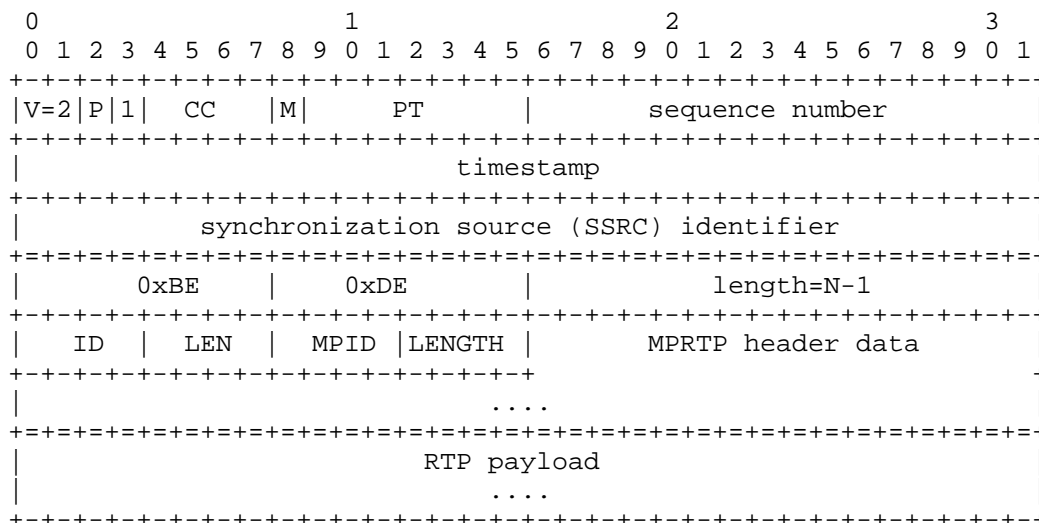 0                   1                   2                   3
0 1 2 3 4 5 6 7 8 9 0 1 2 3 4 5 6 7 8 9 0 1 2 3 4 5 6 7 8 9 0 1
+-+-+-+-+-+-+-+-+-+-+-+-+-+-+-+-+-+-+-+-+-+-+-+-+-+-+-+-+-+-+-+-
|V=2|P|1|  CC   |M|     PT      |       sequence number
+-+-+-+-+-+-+-+-+-+-+-+-+-+-+-+-+-+-+-+-+-+-+-+-+-+-+-+-+-+-+-+-
|                           timestamp
+-+-+-+-+-+-+-+-+-+-+-+-+-+-+-+-+-+-+-+-+-+-+-+-+-+-+-+-+-+-+-+-
|           synchronization source (SSRC) identifier
+=+=+=+=+=+=+=+=+=+=+=+=+=+=+=+=+=+=+=+=+=+=+=+=+=+=+=+=+=+=+=+=-
|       0xBE    |    0xDE       |           length=N-1
+-+-+-+-+-+-+-+-+-+-+-+-+-+-+-+-+-+-+-+-+-+-+-+-+-+-+-+-+-+-+-+-
|   ID  |  LEN  |  MPID |LENGTH |       MPRTP header data
+-+-+-+-+-+-+-+-+-+-+-+-+-+-+-+-+
|                             ....
+=+=+=+=+=+=+=+=+=+=+=+=+=+=+=+=+=+=+=+=+=+=+=+=+=+=+=+=+=+=+=+=-
|                         RTP payload
|                             ....
+-+-+-+-+-+-+-+-+-+-+-+-+-+-+-+-+-+-+-+-+-+-+-+-+-+-+-+-+-+-+-+-